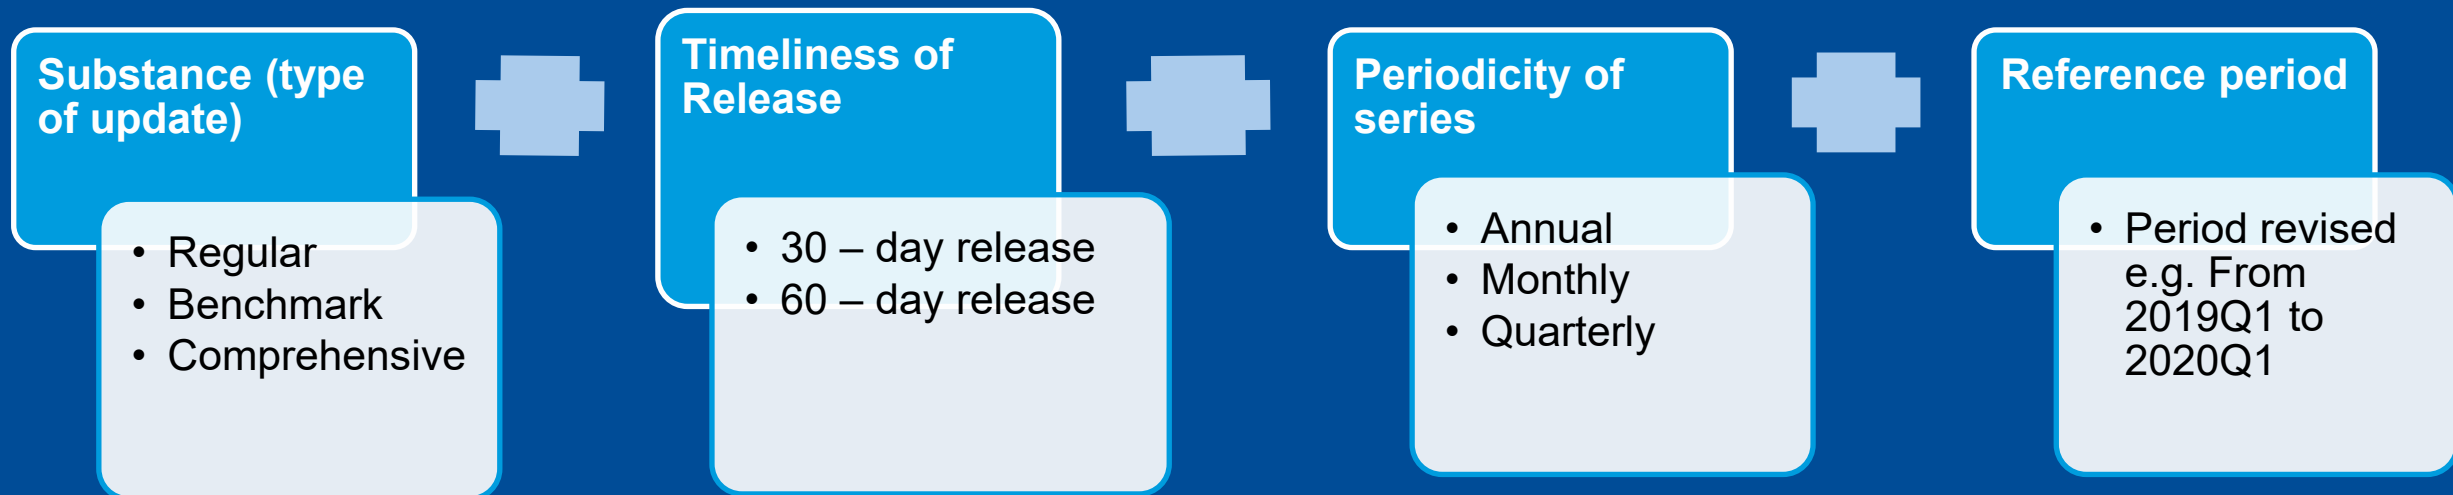 Substance (type
of update)
• Regular
• Benchmark
• Comprehensive
Timeliness of
Release
• 30 – day release
• 60 – day release
Periodicity of
series
• Annual
• Monthly
• Quarterly
Reference period
• Period revised
e.g. From
2019Q1 to
2020Q1